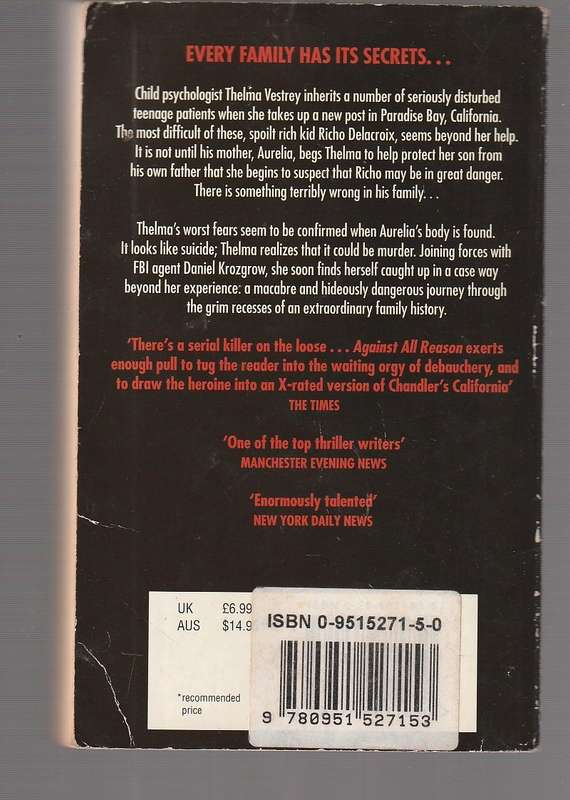 EVERY FAMILY HAS ITS SECRETS...
Child psychologist Thelma Vestrey inherits a number of seriously disturbed
teenage patients when she takes up a new post in Paradise Bay, California.
The most difficult of these, spoilt rich kid Richo Delacroix, seems beyond her help.
It is not until his mother, Aurelia, begs Thelma to help protect her son from
his own father that she begins to suspect that Richo may be in great danger.
There is something terribly wrong in his family...
Thelma's worst fears seem to be confirmed when Aurelia's body is found.
It looks like suicide; Thelma realizes that it could be murder. Joining forces with
FBI agent Daniel Krozgrow, she soon finds herself caught up in a case way
beyond her experience: a macabre and hideously dangerous journey through
the grim recesses of an extraordinary family history.
'There's a serial killer on the loose... Against All Reason exerts
enough pull to tug the reader into the waiting orgy of debauchery, and
to draw the heroine into an X-rated version of Chandler's California'
THE TIMES
'One of the top thriller writers'
MANCHESTER EVENING NEWS
'Enormously talented'
NEW YORK DAILY NEWS
UK £6.99
AUS $14.9
*recommended
price
ISBN 0-9515271-5-0
9 780951 527153